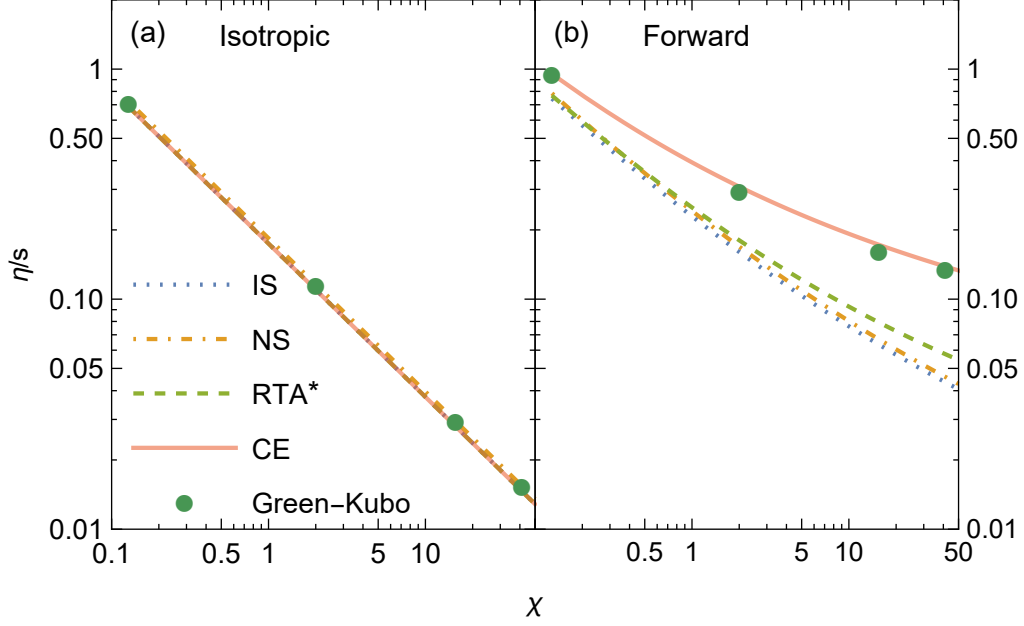 (a) Isotropic
(b) Forward
1
0.50
0.10
0.05
0.01
η/s
IS
NS
RTA*
CE
Green−Kubo
1
0.50
0.10
0.05
0.01
0.1 0.5 1 5 10
0.5 1 5 10 50
χ